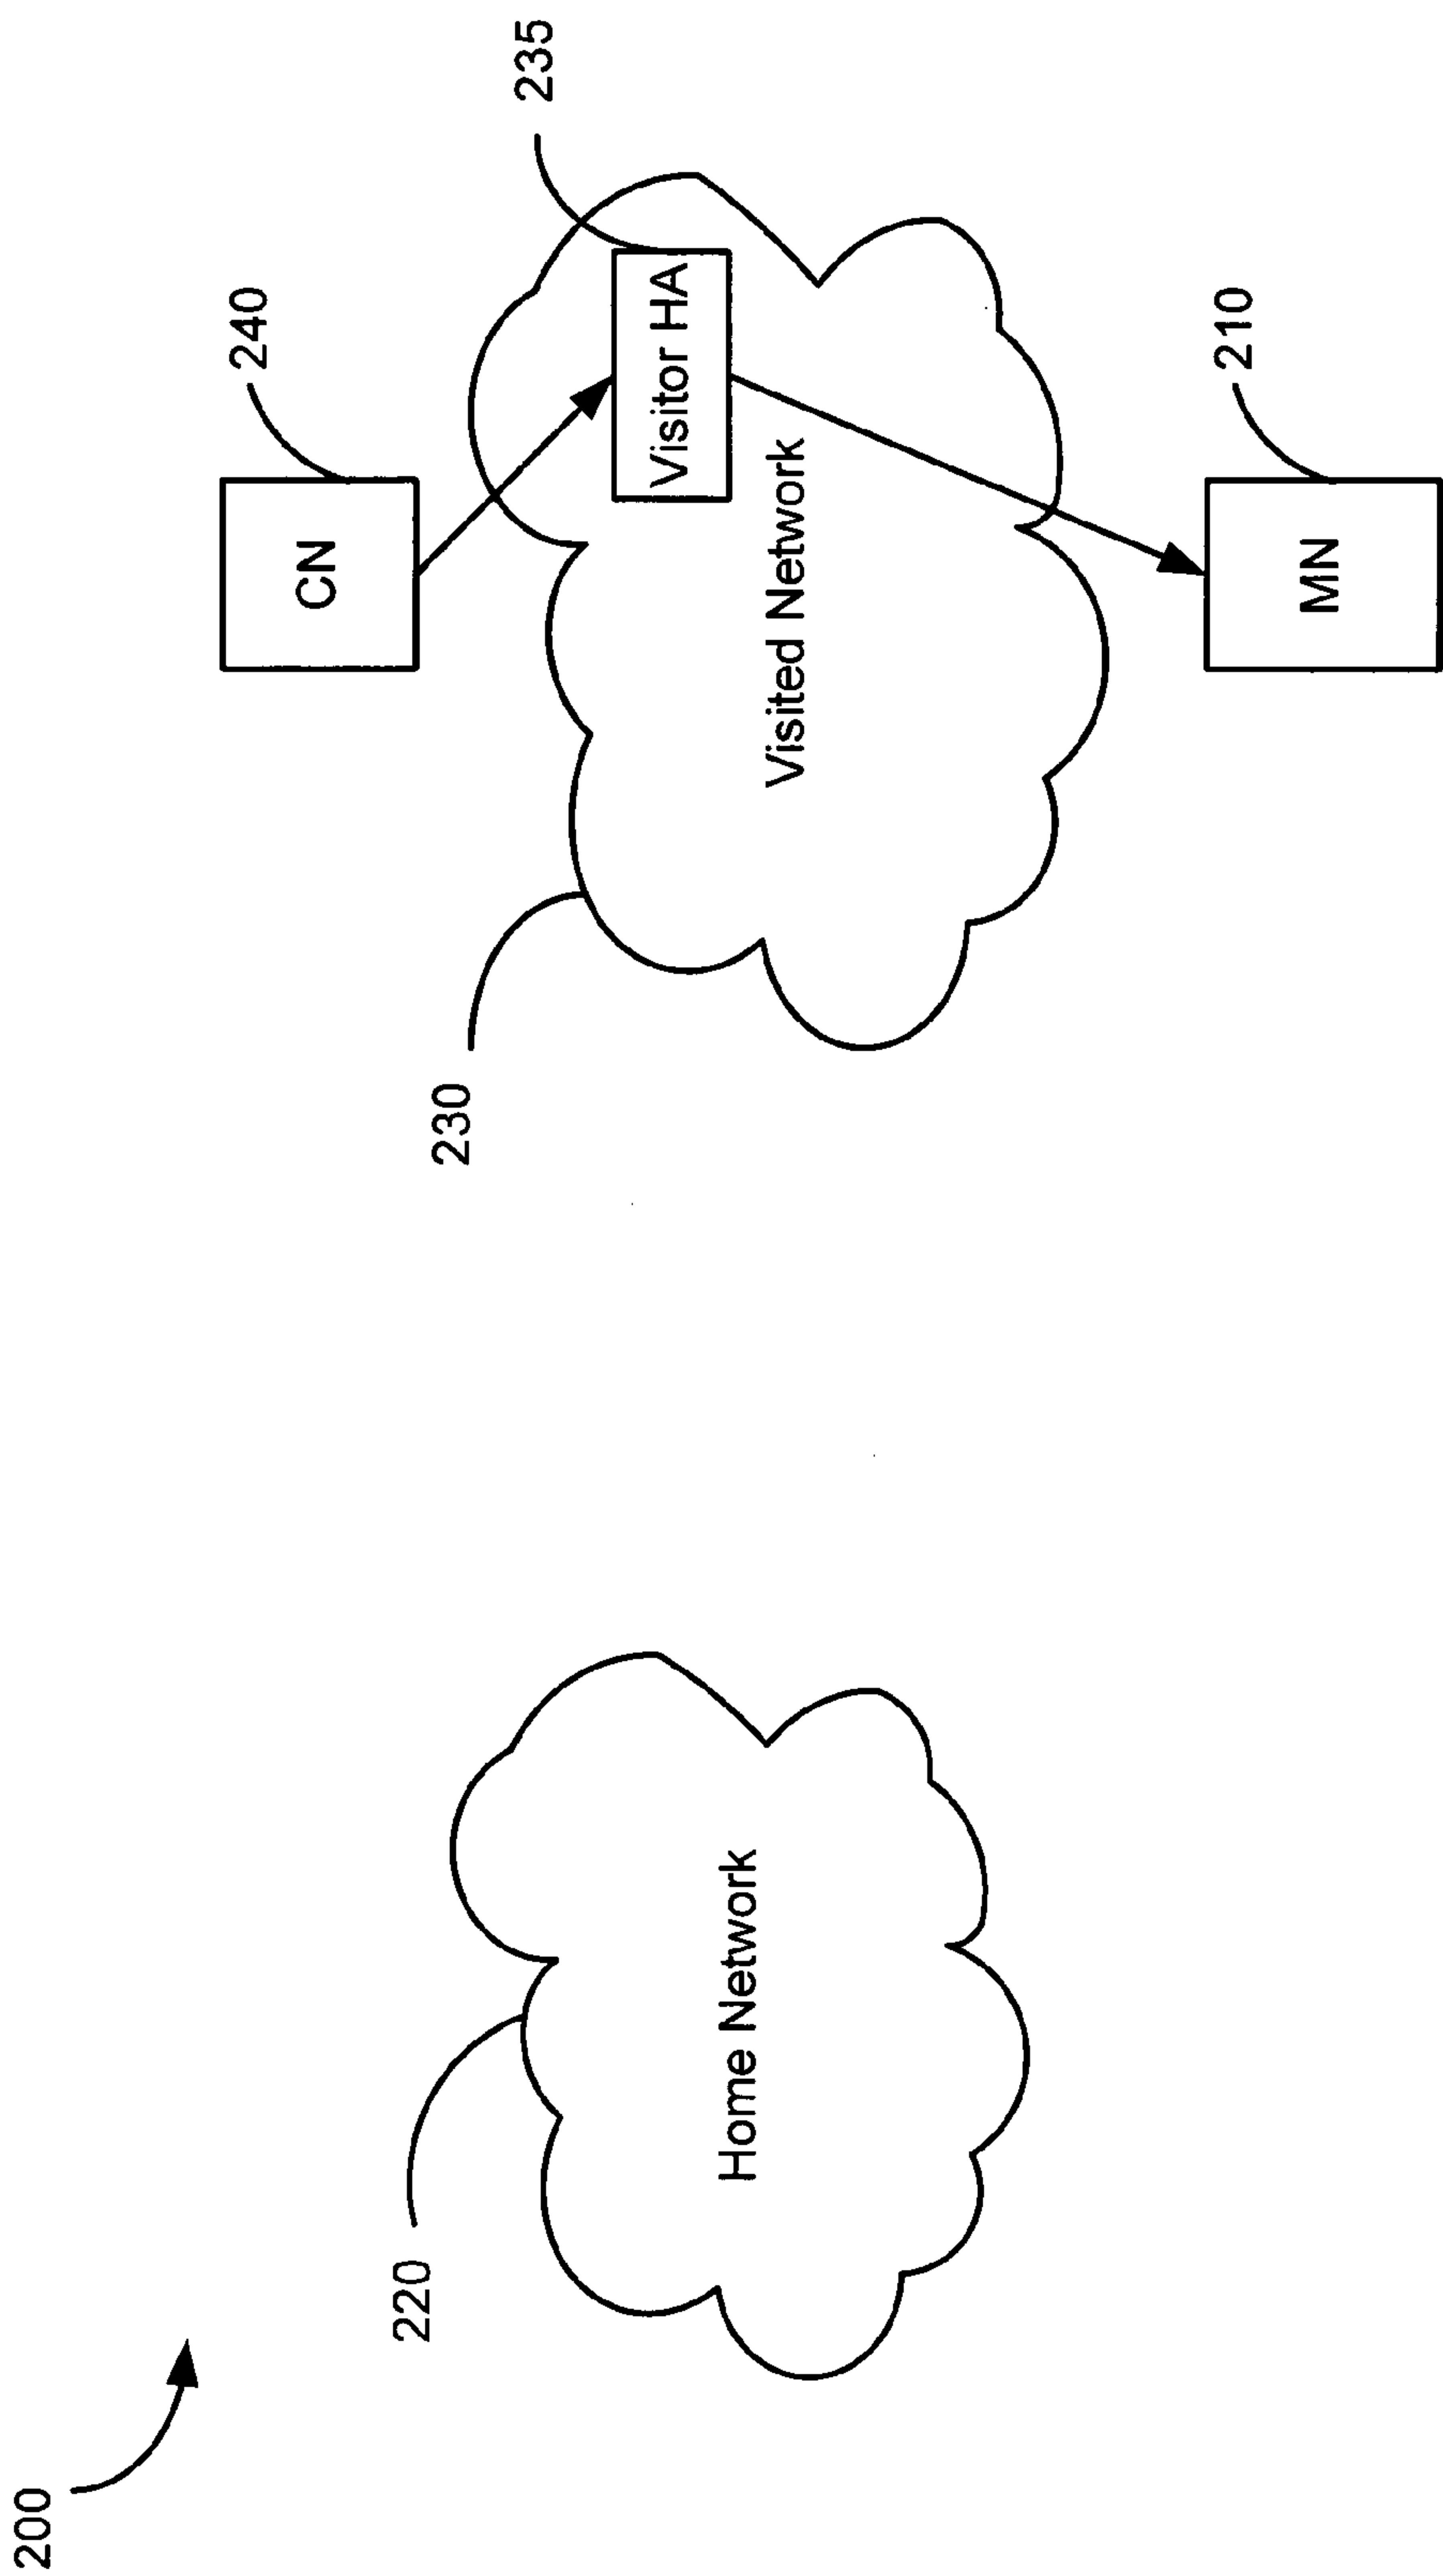 200
220
Home Network
230
240
CN
235
Visitor HA
Visited Network
210
MN